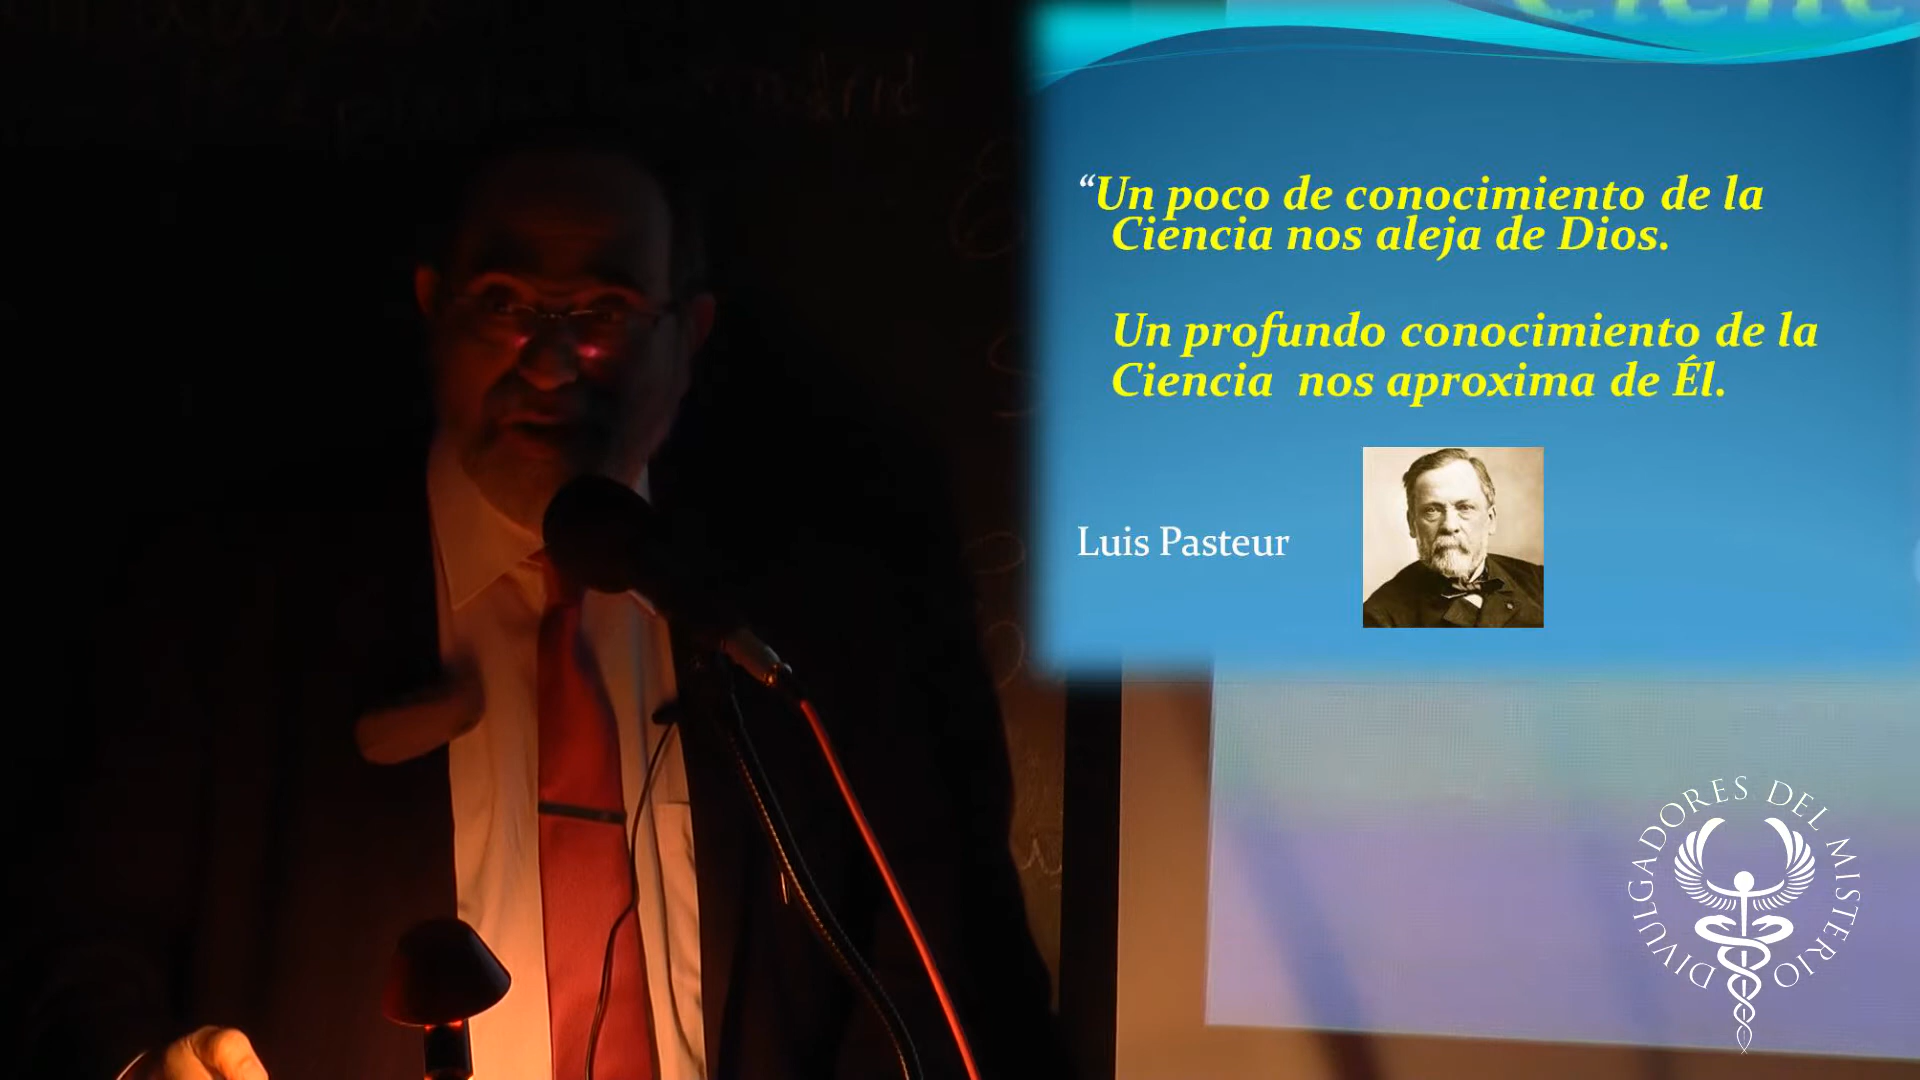 “Un poco de conocimiento de la
Ciencia nos aleja de Dios.
Un profundo conocimiento de la
Ciencia nos aproxima de Él.
Luis Pasteur
DIVULGADORES DEL MISTERIO